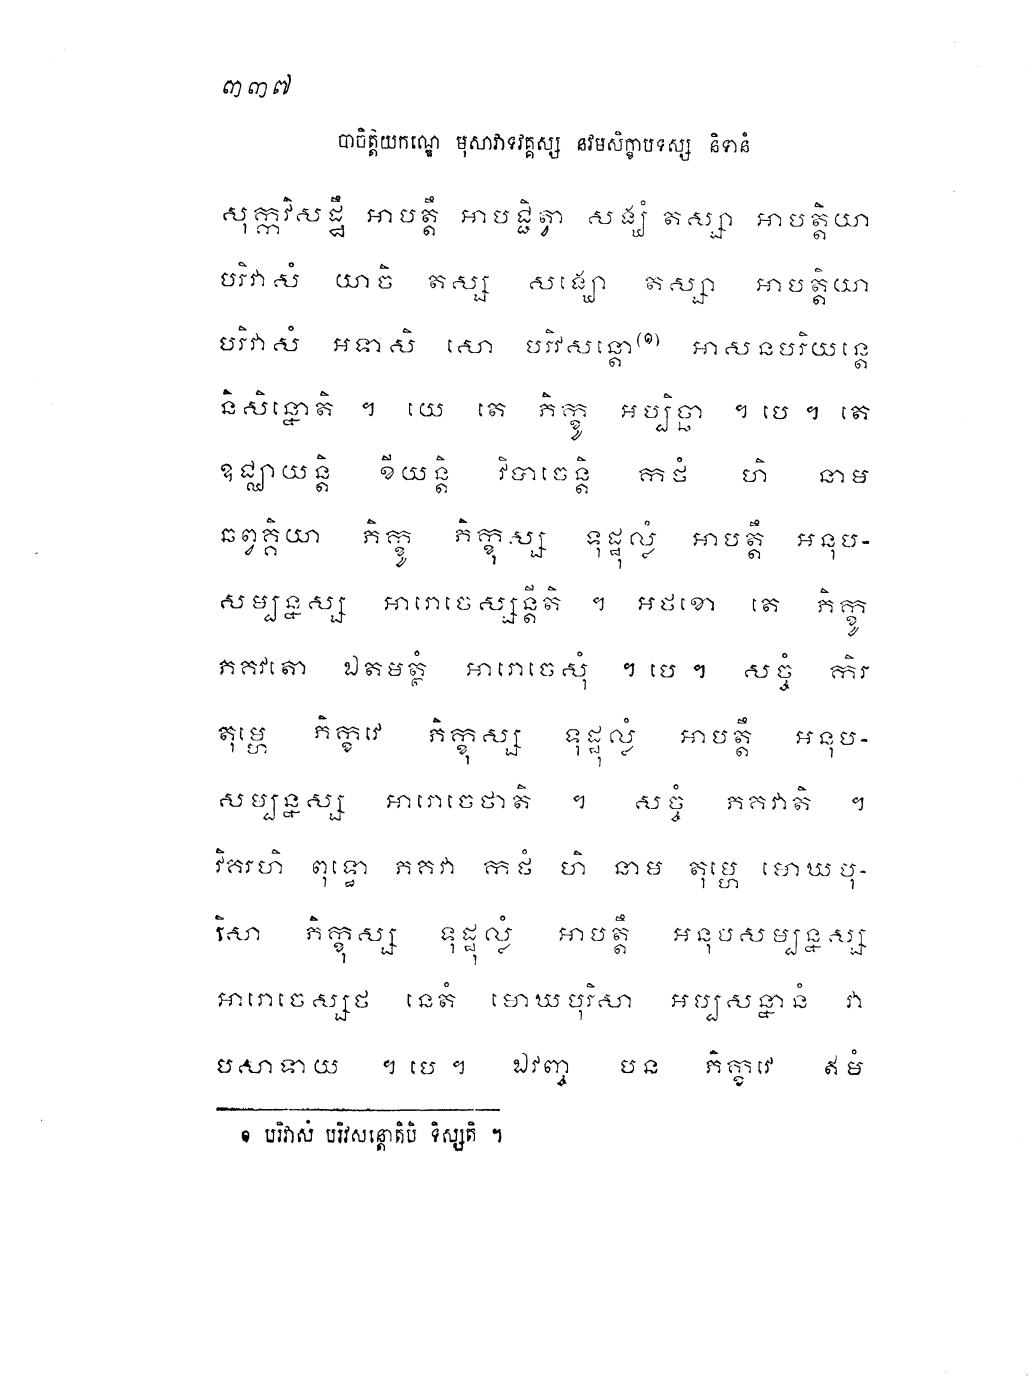 ៣៣៧
បាចិត្តិយកណ្ឌេ មុសាវាទវគ្គស្ស នវមសិក្ខាបទស្ស និទានំ
សុក្កវិសដ្ឋឹ អាបត្តឹ អាបជ្ជិត្វា សង្ឃំ តស្សា អាបត្តិយា
បរិវាសំ យាចិ តស្ស សង្ឃោ តស្សា អាបត្តិយា
បរិវាសំ អទាសិ សោ បរិវសន្តោ(១) អាសនបរិយន្តេ
និសិន្នោតិ ។ យេ តេ ភិក្ខូ អប្បិច្ឆា ។ បេ ។ តេ
ឧជ្ឈាយន្តិ ខីយន្តិ វិបាចេន្តិ កថំ ហិ នាម
ឆព្វគ្គិយា ភិក្ខូ ភិក្ខុស្ស ទុដ្ឋុល្លំ អាបត្តឹ អនុប-
សម្បន្នស្ស អារោចេស្សន្តីតិ ។ អថខោ តេ ភិក្ខូ
ភគវតោ ឯតមត្ថំ អារោចេសុំ ។ បេ ។ សច្ចំ កិរ
តុម្ហេ ភិក្ខវេ ភិក្ខុស្ស ទុដ្ឋុល្លំ អាបត្តឹ អនុប-
សម្បន្នស្ស អារោចេថាតិ ។ សច្ចំ ភគវាតិ ។
វិគរហិ ពុទ្ធោ ភគវា កថំ ហិ នាម តុម្ហេ មោឃបុ-
រិសា ភិក្ខុស្ស ទុដ្ឋុល្លំ អាបត្តឹ អនុបសម្បន្នស្ស
អារោចេស្សថ នេតំ មោឃបុរិសា អប្បសន្នានំ វា
បសាទាយ ។ បេ ។ ឯវញ្ច បន ភិក្ខវេ ឥមំ
១ បរិវាសំ បរិវសន្តោតិបិ ទិស្សតិ ។